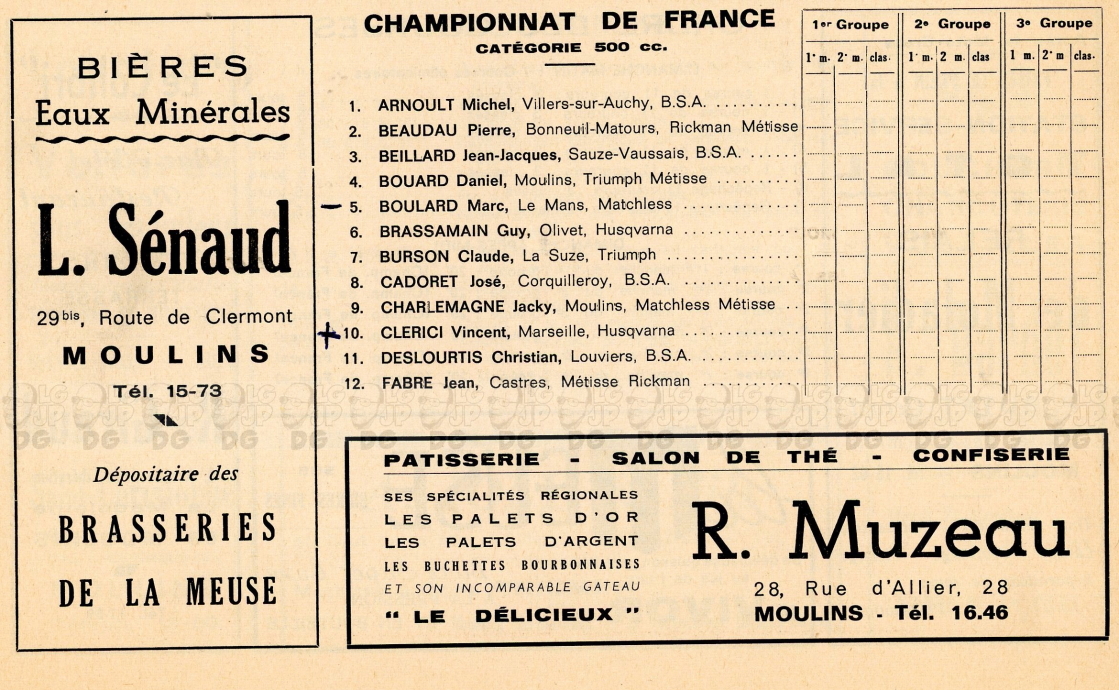 BIÈRES
Eaux Minérales
L. Sénaud
29 bis, Route de Clermont
MOULINS
Tél. 15-73
Dépositaire des
BRASSERIES
DE LA MEUSE
CHAMPIONNAT DE FRANCE
CATÉGORIE 500 cc.
1er Groupe 2e Groupe 3e Groupe
1r m. 2e m. clas. 1r m. 2 m. clas 1 m. 2e m clas.
1. ARNOULT Michel, Villers-sur-Auchy, B.S.A. ..........
2. BEAUDAU Pierre, Bonneuil-Matours, Rickman Métisse
3. BEILLARD Jean-Jacques, Sauze-Vaussais, B.S.A. ......
4. BOUARD Daniel, Moulins, Triumph Métisse ...........
– 5. BOULARD Marc, Le Mans, Matchless ..............
6. BRASSAMAIN Guy, Olivet, Husqvarna ..............
7. BURSON Claude, La Suze, Triumph ................
8. CADORET José, Corquilleroy, B.S.A. ...............
9. CHARLEMAGNE Jacky, Moulins, Matchless Métisse ..
+ 10. CLERICI Vincent, Marseille, Husqvarna .............
11. DESLOURTIS Christian, Louviers, B.S.A. ............
12. FABRE Jean, Castres, Métisse Rickman ............
PATISSERIE - SALON DE THÉ - CONFISERIE
SES SPÉCIALITÉS RÉGIONALES
LES PALETS D'OR
LES PALETS D'ARGENT
LES BUCHETTES BOURBONNAISES
ET SON INCOMPARABLE GATEAU
" LE DÉLICIEUX "
R. Muzeau
28, Rue d'Allier, 28
MOULINS - Tél. 16.46